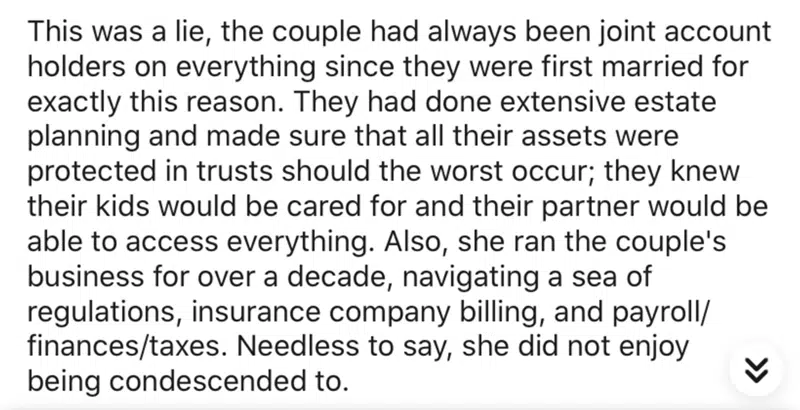 This was a lie, the couple had always been joint account
holders on everything since they were first married for
exactly this reason. They had done extensive estate
planning and made sure that all their assets were
protected in trusts should the worst occur; they knew
their kids would be cared for and their partner would be
able to access everything. Also, she ran the couple's
business for over a decade, navigating a sea of
regulations, insurance company billing, and payroll/
finances/taxes. Needless to say, she did not enjoy
being condescended to.